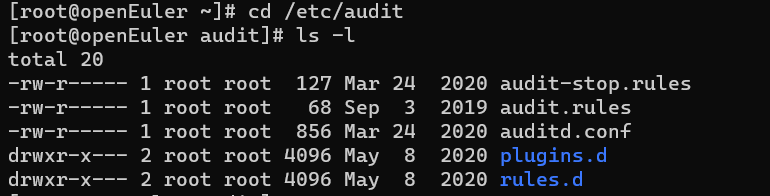 [root@openEuler ~]# cd /etc/audit
[root@openEuler audit]# ls -l
total 20
-rw-r----- 1 root root  127 Mar 24  2020 audit-stop.rules
-rw-r----- 1 root root   68 Sep  3  2019 audit.rules
-rw-r----- 1 root root  856 Mar 24  2020 auditd.conf
drwxr-x--- 2 root root 4096 May  8  2020 plugins.d
drwxr-x--- 2 root root 4096 May  8  2020 rules.d